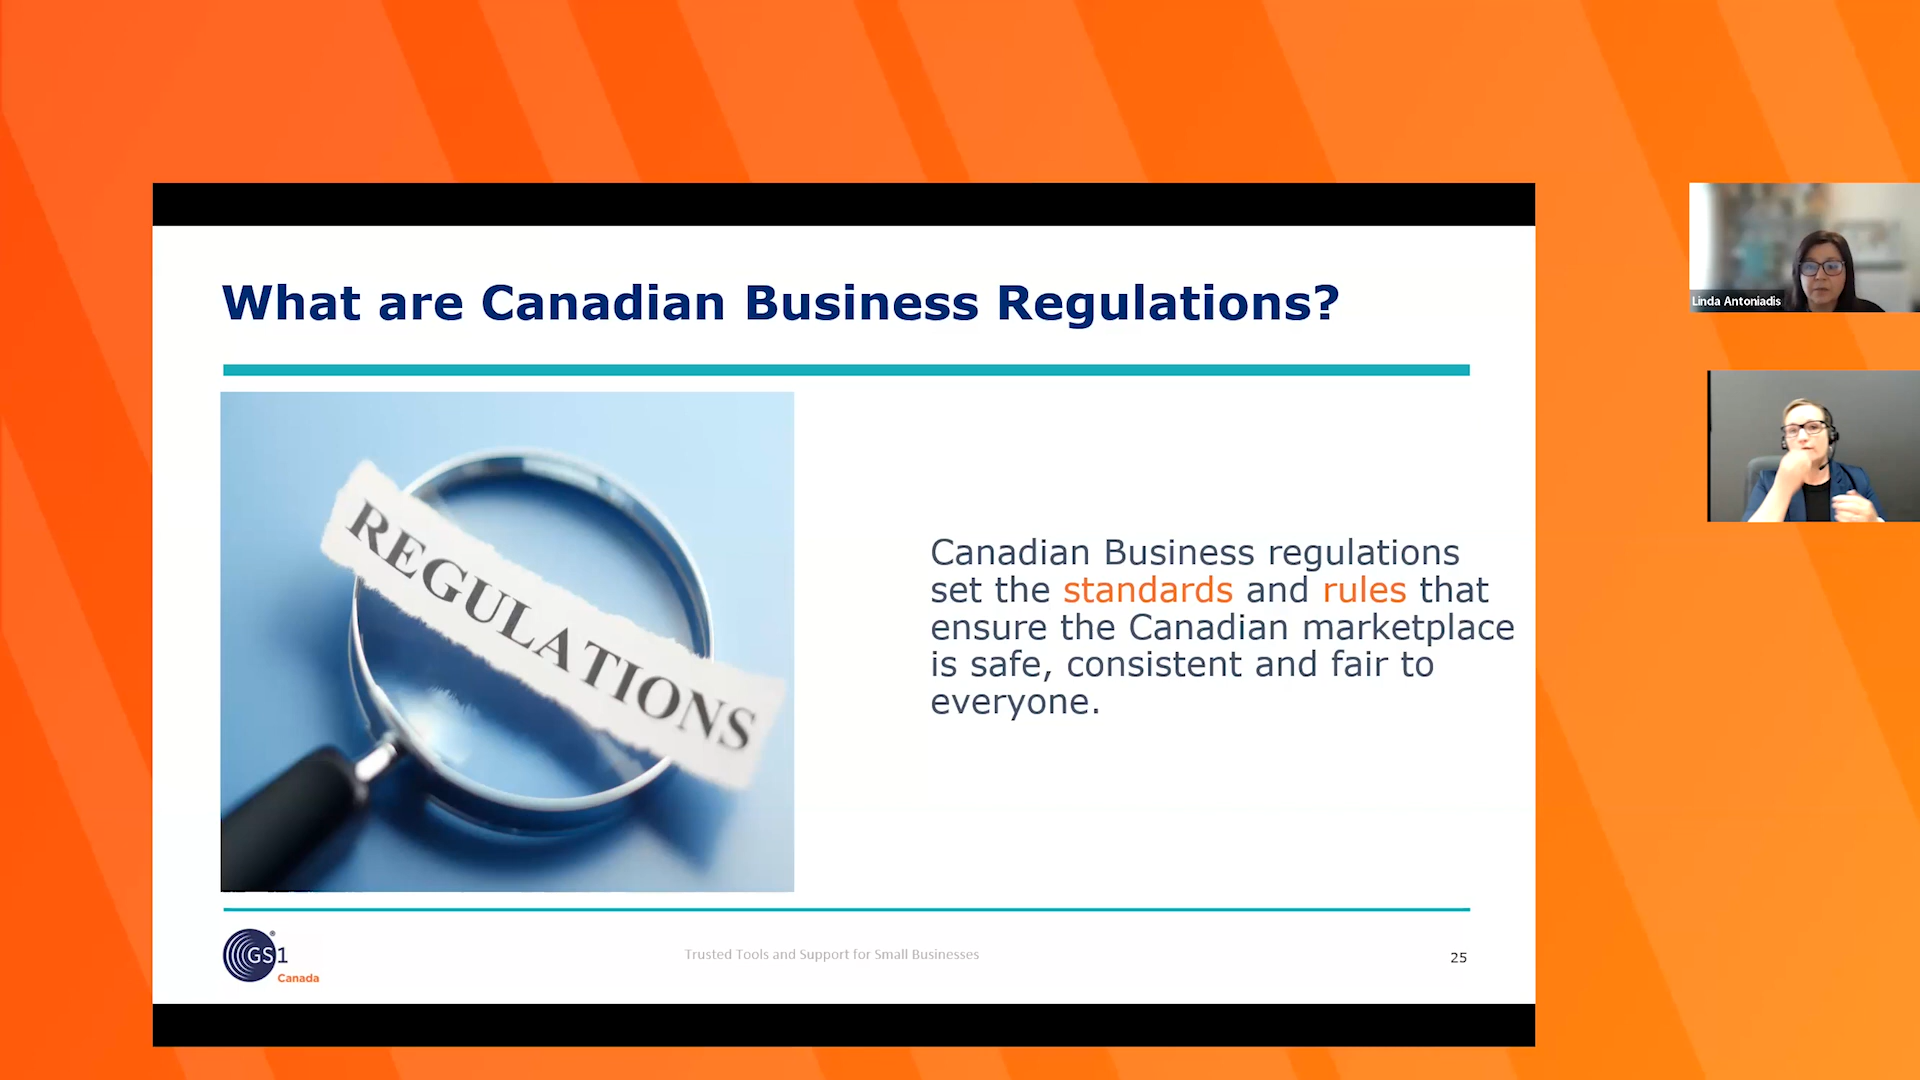 What are Canadian Business Regulations?
REGULATIONS
Canadian Business regulations
set the standards and rules that
ensure the Canadian marketplace
is safe, consistent and fair to
everyone.
GS1
Canada
Trusted Tools and Support for Small Businesses
25
Linda Antoniadis